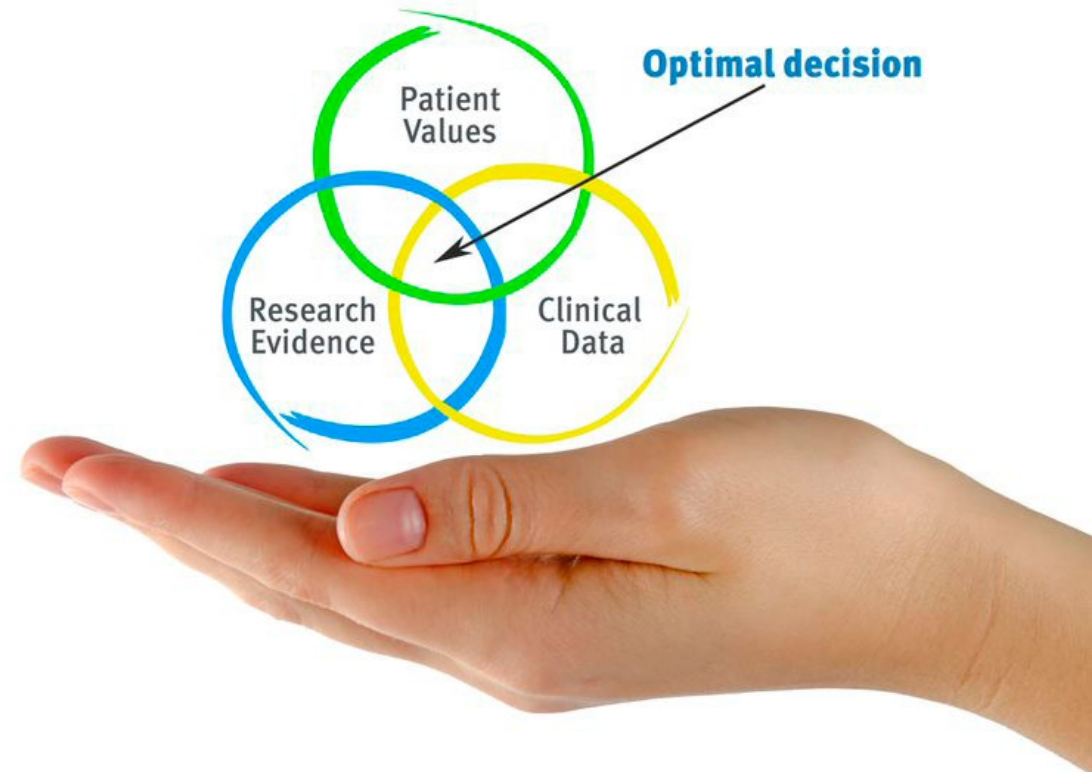 Optimal decision
Patient
Values
Research
Evidence
Clinical
Data